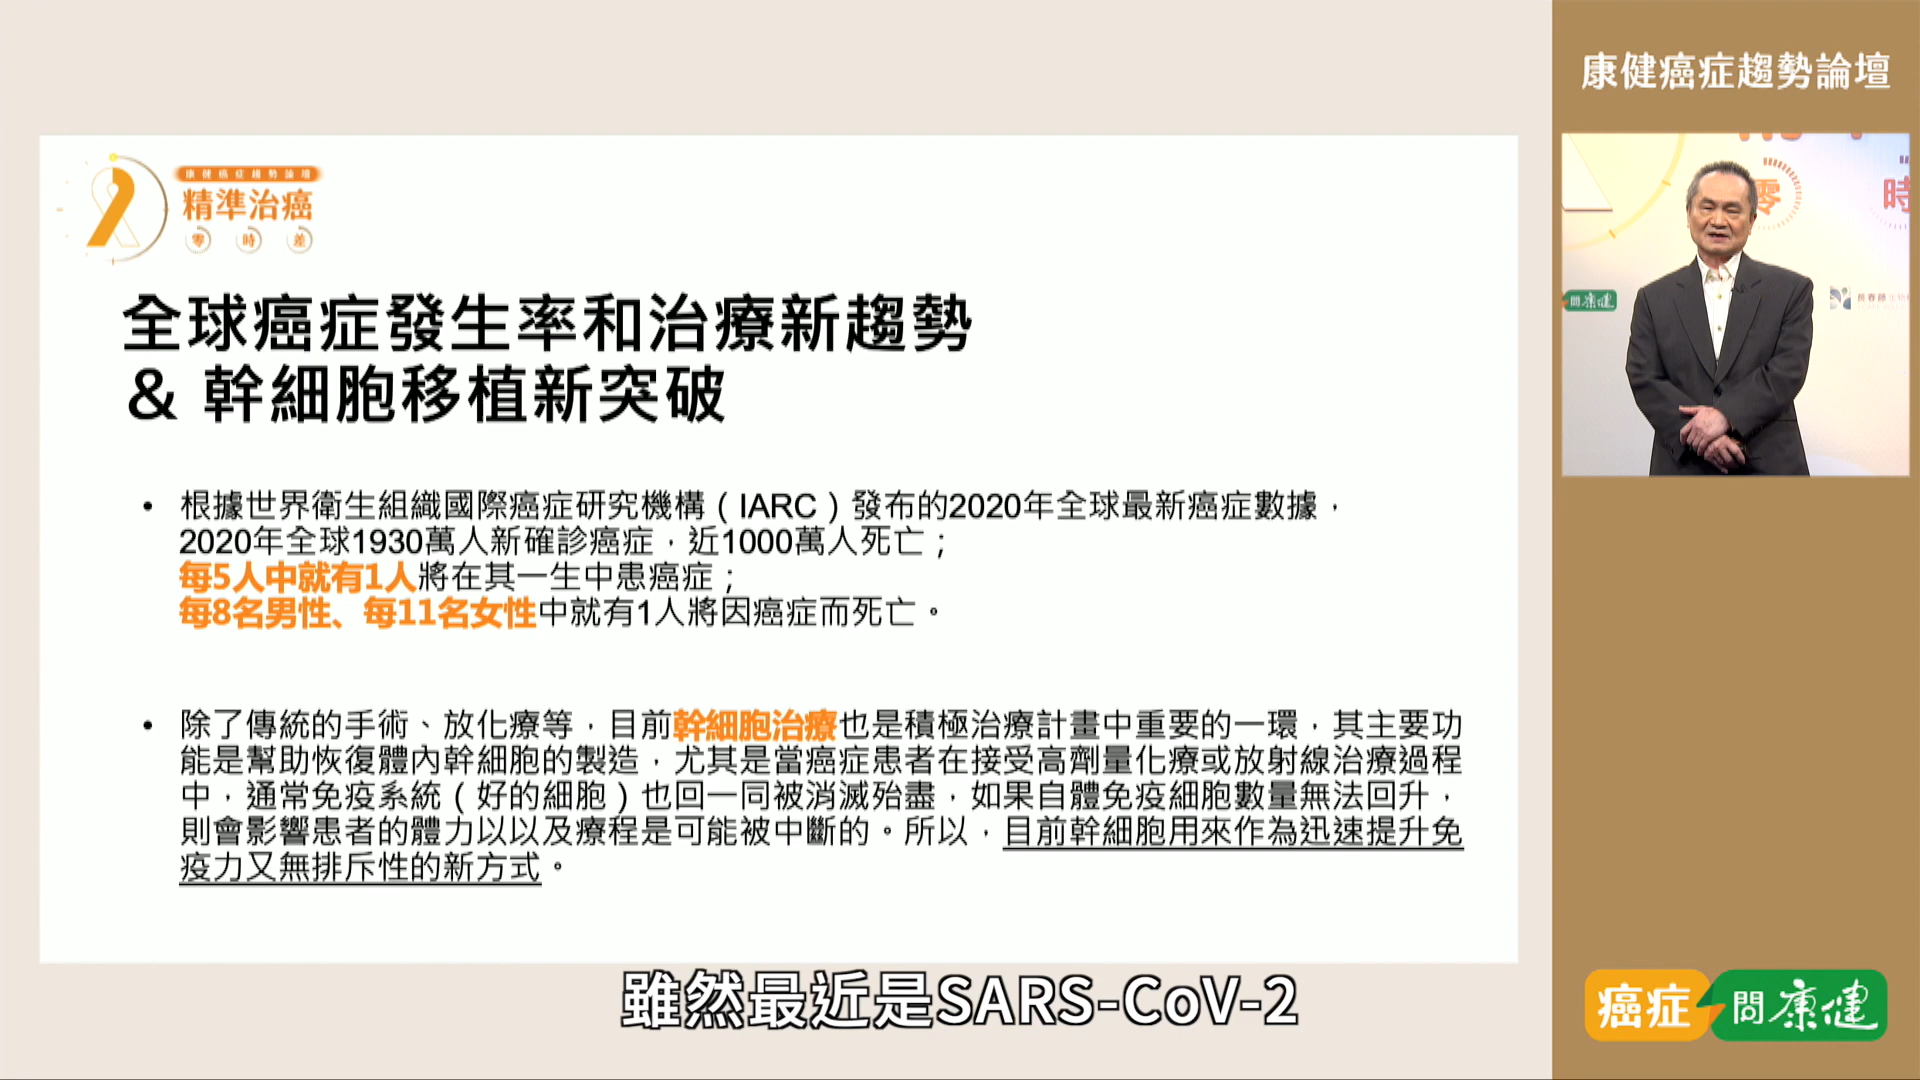 康健癌症趨勢論壇
精準治癌
零 時 差
全球癌症發生率和治療新趨勢
& 幹細胞移植新突破
• 根據世界衛生組織國際癌症研究機構（IARC）發布的2020年全球最新癌症數據，
2020年全球1930萬人新確診癌症，近1000萬人死亡；
每5人中就有1人將在其一生中患癌症；
每8名男性、每11名女性中就有1人將因癌症而死亡。
• 除了傳統的手術、放化療等，目前幹細胞治療也是積極治療計畫中重要的一環，其主要功
能是幫助恢復體內幹細胞的製造，尤其是當癌症患者在接受高劑量化療或放射線治療過程
中，通常免疫系統（好的細胞）也回一同被消滅殆盡，如果自體免疫細胞數量無法回升，
則會影響患者的體力以以及療程是可能被中斷的。所以，目前幹細胞用來作為迅速提升免
疫力又無排斥性的新方式。
雖然最近是SARS-CoV-2
康健癌症趨勢論壇
零
時
問康健
癌症問康健